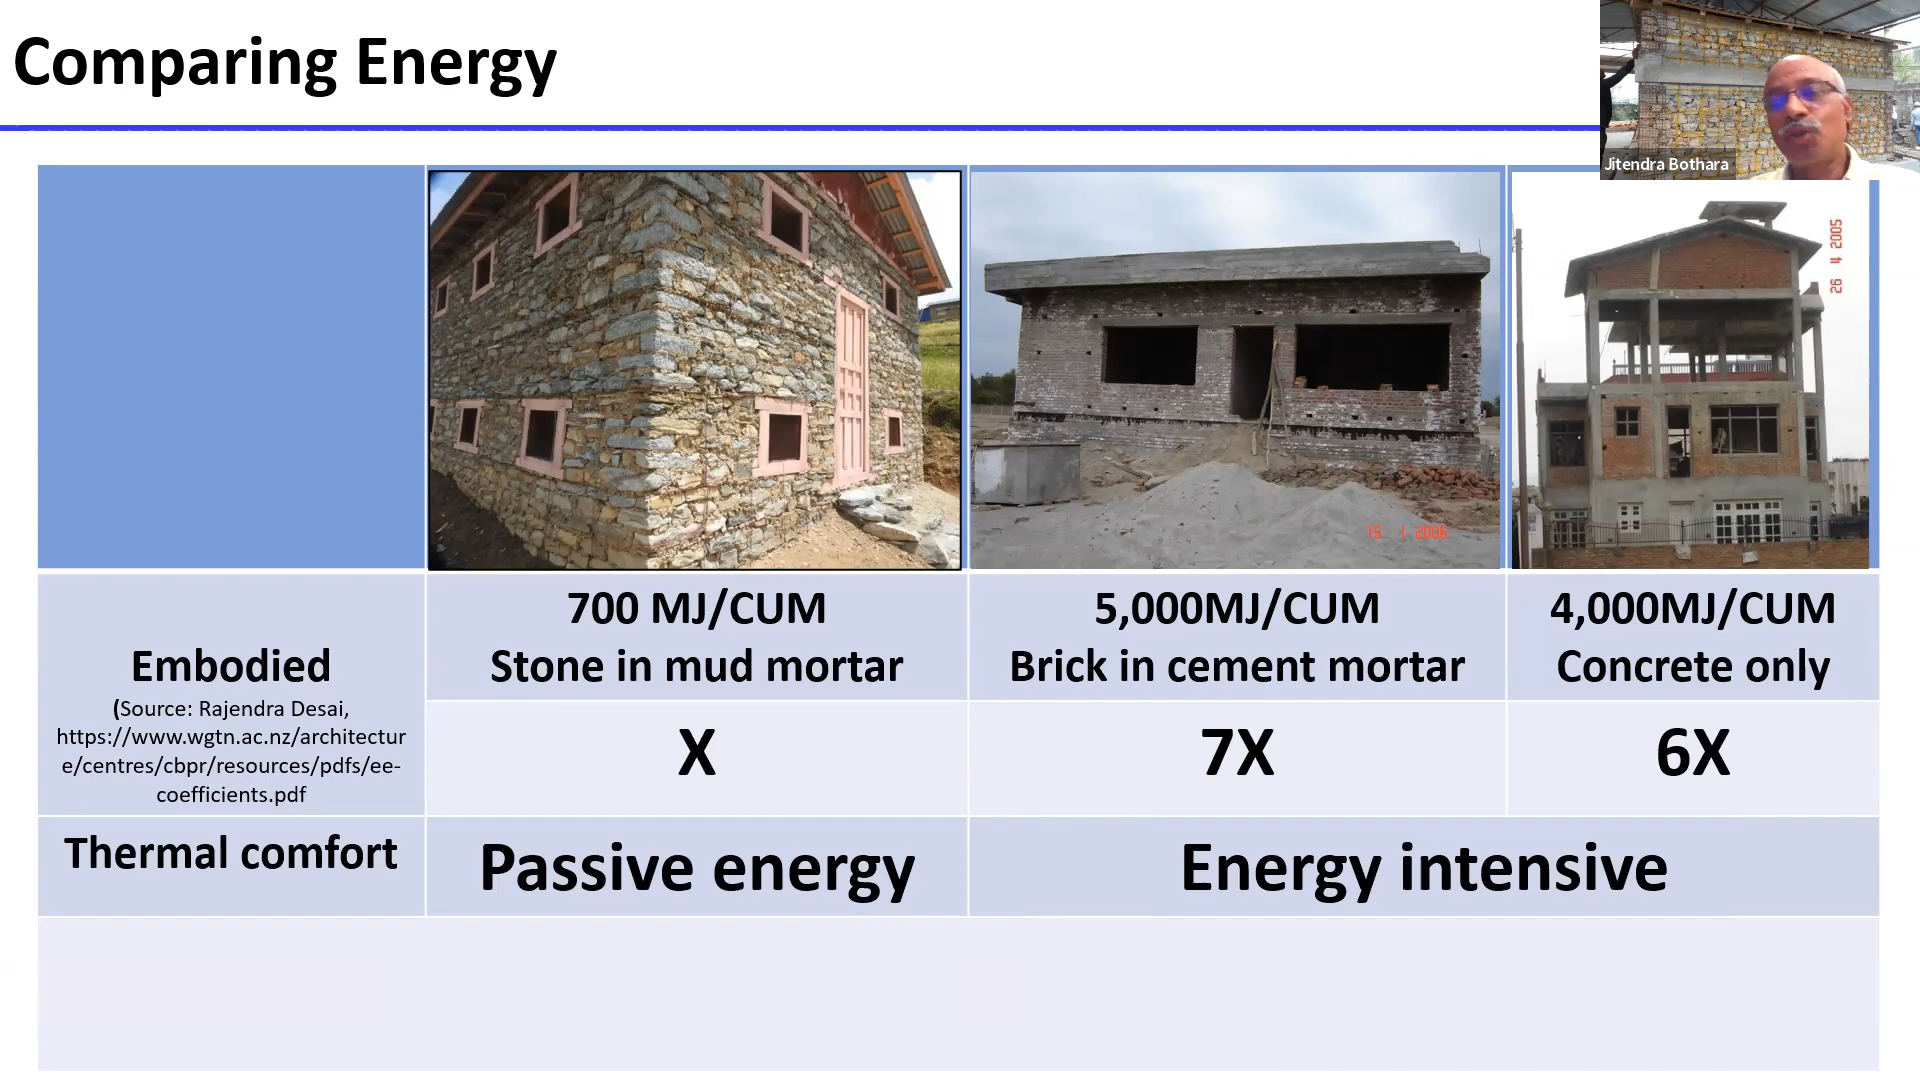 Comparing Energy
Jitendra Bothara
26 4 2005
15 1 2006
700 MJ/CUM
Stone in mud mortar
5,000MJ/CUM
Brick in cement mortar
4,000MJ/CUM
Concrete only
Embodied
(Source: Rajendra Desai,
https://www.wgtn.ac.nz/architectur
e/centres/cbpr/resources/pdfs/ee-
coefficients.pdf
X
7X
6X
Thermal comfort
Passive energy
Energy intensive